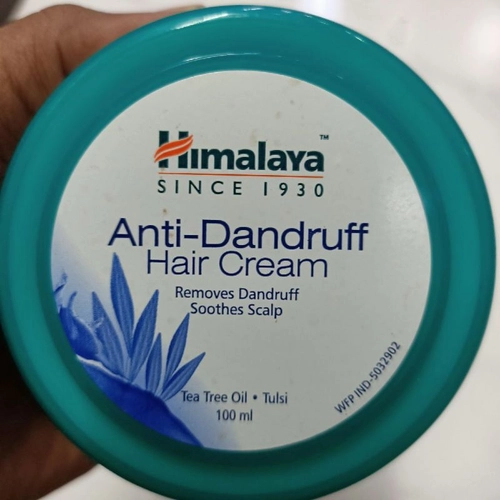 Himalaya™
SINCE 1930
Anti-Dandruff
Hair Cream
Removes Dandruff
Soothes Scalp
Tea Tree Oil • Tulsi
100 ml
WFP IND-5032902